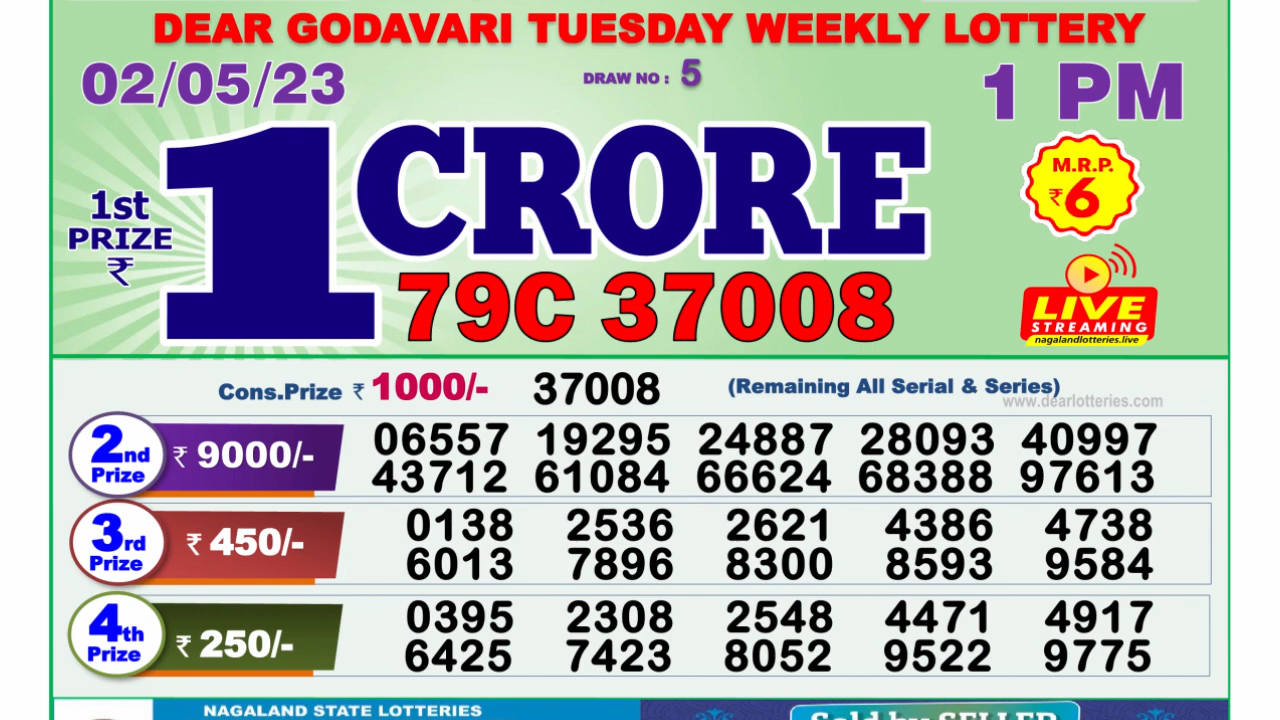 DEAR GODAVARI TUESDAY WEEKLY LOTTERY
02/05/23 DRAW NO : 5 1 PM
1st PRIZE ₹ 1 CRORE
M.R.P. ₹ 6
79C 37008
LIVE
STREAMING
nagalandlotteries.live
Cons.Prize ₹ 1000/- 37008 (Remaining All Serial & Series)
www.dearlotteries.com
2nd Prize ₹ 9000/-
06557 19295 24887 28093 40997
43712 61084 66624 68388 97613
3rd Prize ₹ 450/-
0138 2536 2621 4386 4738
6013 7896 8300 8593 9584
4th Prize ₹ 250/-
0395 2308 2548 4471 4917
6425 7423 8052 9522 9775
NAGALAND STATE LOTTERIES
Sold by SELLER